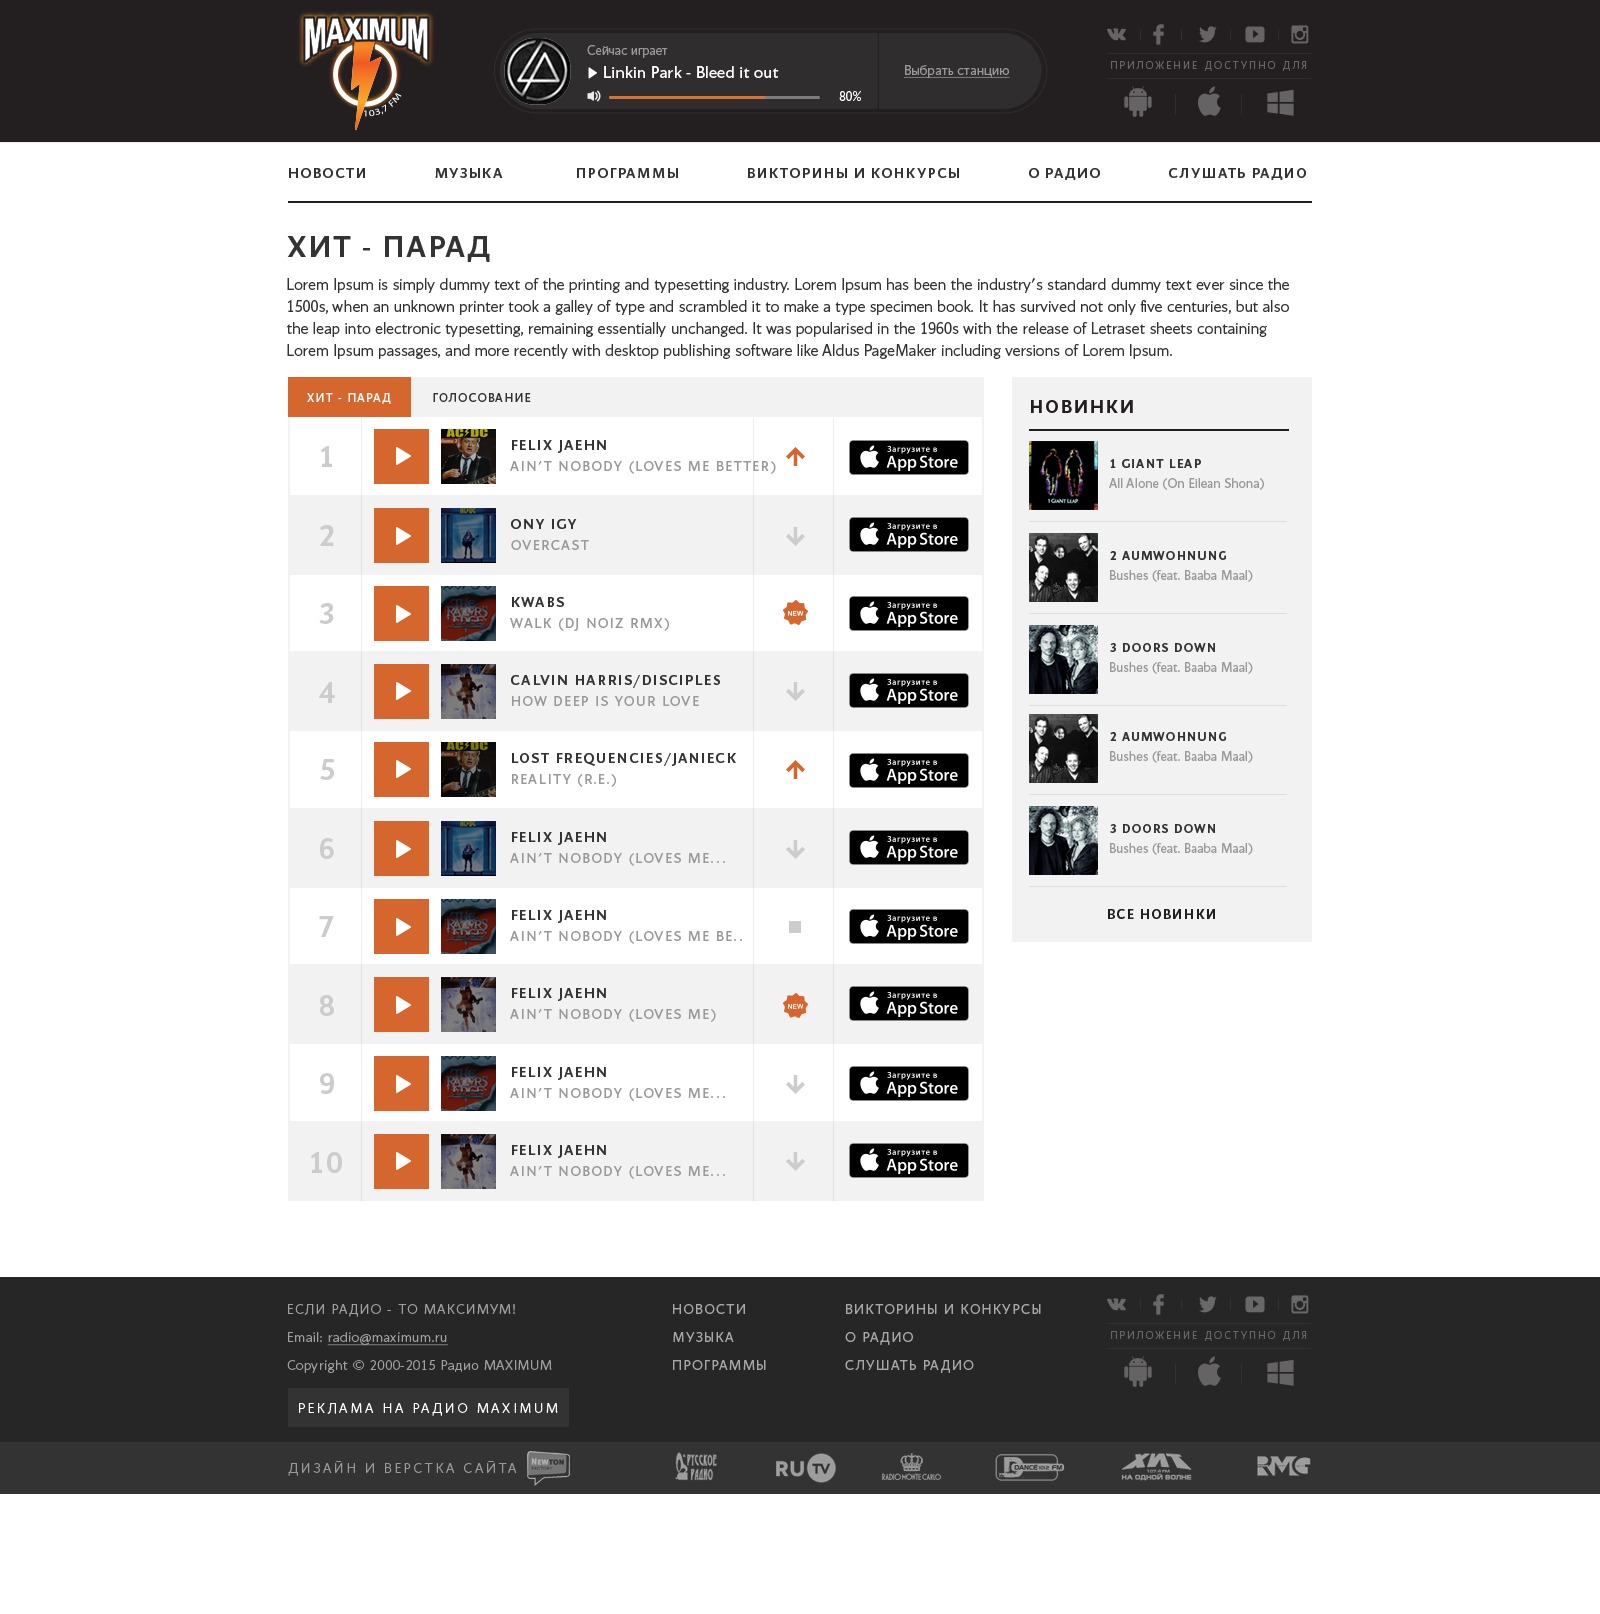 MAXIMUM
103,7 FM
Сейчас играет
Linkin Park - Bleed it out
80%
Выбрать станцию
ПРИЛОЖЕНИЕ ДОСТУПНО ДЛЯ
НОВОСТИ МУЗЫКА ПРОГРАММЫ ВИКТОРИНЫ И КОНКУРСЫ О РАДИО СЛУШАТЬ РАДИО
ХИТ - ПАРАД
Lorem Ipsum is simply dummy text of the printing and typesetting industry. Lorem Ipsum has been the industry's standard dummy text ever since the
1500s, when an unknown printer took a galley of type and scrambled it to make a type specimen book. It has survived not only five centuries, but also
the leap into electronic typesetting, remaining essentially unchanged. It was popularised in the 1960s with the release of Letraset sheets containing
Lorem Ipsum passages, and more recently with desktop publishing software like Aldus PageMaker including versions of Lorem Ipsum.
ХИТ - ПАРАД ГОЛОСОВАНИЕ
1
AC/DC
FELIX JAEHN
AIN'T NOBODY (LOVES ME BETTER)
Загрузите в
App Store
2
ONY IGY
OVERCAST
Загрузите в
App Store
3
KWABS
WALK (DJ NOIZ RMX)
NEW
Загрузите в
App Store
4
CALVIN HARRIS/DISCIPLES
HOW DEEP IS YOUR LOVE
Загрузите в
App Store
5
AC/DC
LOST FREQUENCIES/JANIECK
REALITY (R.E.)
Загрузите в
App Store
6
FELIX JAEHN
AIN'T NOBODY (LOVES ME...
Загрузите в
App Store
7
FELIX JAEHN
AIN'T NOBODY (LOVES ME BE..
Загрузите в
App Store
8
FELIX JAEHN
AIN'T NOBODY (LOVES ME)
NEW
Загрузите в
App Store
9
FELIX JAEHN
AIN'T NOBODY (LOVES ME...
Загрузите в
App Store
10
FELIX JAEHN
AIN'T NOBODY (LOVES ME...
Загрузите в
App Store
НОВИНКИ
1 GIANT LEAP
1 GIANT LEAP
All Alone (On Eilean Shona)
2 AUMWOHNUNG
Bushes (feat. Baaba Maal)
3 DOORS DOWN
Bushes (feat. Baaba Maal)
2 AUMWOHNUNG
Bushes (feat. Baaba Maal)
3 DOORS DOWN
Bushes (feat. Baaba Maal)
ВСЕ НОВИНКИ
ЕСЛИ РАДИО - ТО МАКСИМУМ!
Email: radio@maximum.ru
Copyright © 2000-2015 Радио MAXIMUM
РЕКЛАМА НА РАДИО MAXIMUM
НОВОСТИ
МУЗЫКА
ПРОГРАММЫ
ВИКТОРИНЫ И КОНКУРСЫ
О РАДИО
СЛУШАТЬ РАДИО
ПРИЛОЖЕНИЕ ДОСТУПНО ДЛЯ
ДИЗАЙН И ВЕРСТКА САЙТА
NEWTON
РУССКОЕ
РАДИО
RU TV
RADIO MONTE CARLO
DANCE 101.2 FM
ХИТ
НА ОДНОЙ ВОЛНЕ
RMG